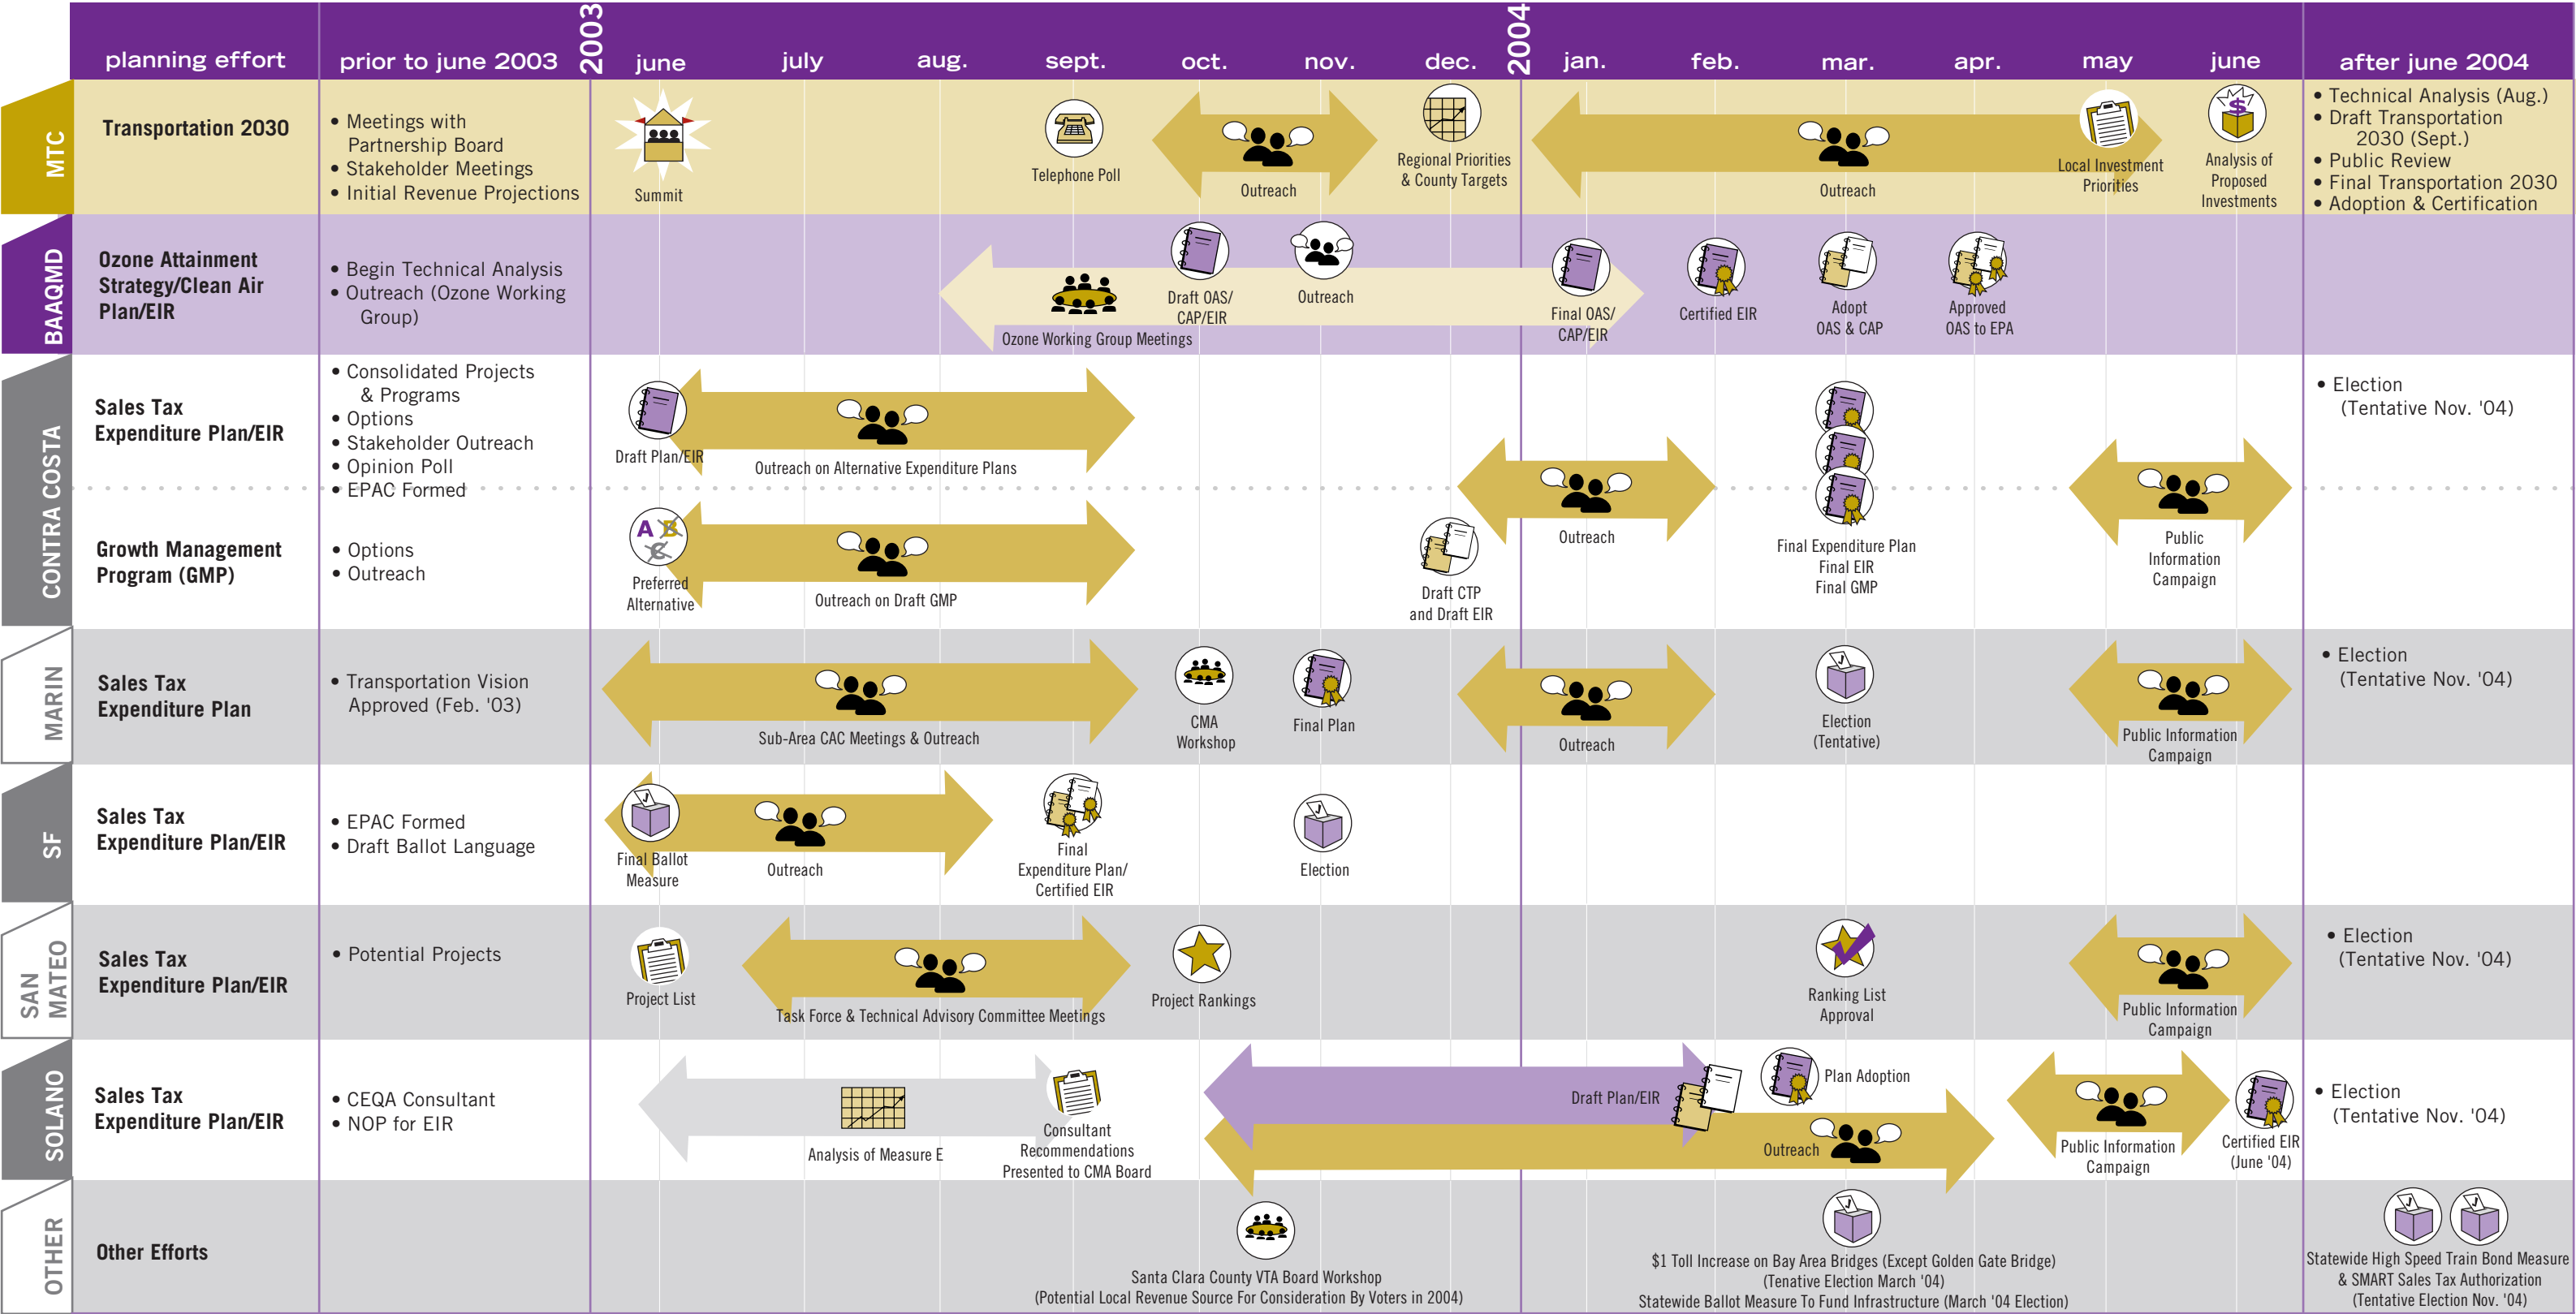 planning effort
prior to june 2003
2003
june
july
aug.
sept.
oct.
nov.
dec.
2004
jan.
feb.
mar.
apr.
may
june
after june 2004
MTC
Transportation 2030
• Meetings with
Partnership Board
• Stakeholder Meetings
• Initial Revenue Projections
Summit
Telephone Poll
Outreach
Regional Priorities
& County Targets
Outreach
Local Investment
Priorities
$
Analysis of
Proposed
Investments
• Technical Analysis (Aug.)
• Draft Transportation
2030 (Sept.)
• Public Review
• Final Transportation 2030
• Adoption & Certification
BAAQMD
Ozone Attainment
Strategy/Clean Air
Plan/EIR
• Begin Technical Analysis
• Outreach (Ozone Working
Group)
Ozone Working Group Meetings
Draft OAS/
CAP/EIR
Outreach
Final OAS/
CAP/EIR
Certified EIR
Adopt
OAS & CAP
Approved
OAS to EPA
CONTRA COSTA
Sales Tax
Expenditure Plan/EIR
• Consolidated Projects
& Programs
• Options
• Stakeholder Outreach
• Opinion Poll
• EPAC Formed
Draft Plan/EIR
Outreach on Alternative Expenditure Plans
• Election
(Tentative Nov. '04)
Growth Management
Program (GMP)
• Options
• Outreach
A B
C
Preferred
Alternative
Outreach on Draft GMP
Draft CTP
and Draft EIR
Outreach
Final Expenditure Plan
Final EIR
Final GMP
Public
Information
Campaign
MARIN
Sales Tax
Expenditure Plan
• Transportation Vision
Approved (Feb. '03)
Sub-Area CAC Meetings & Outreach
CMA
Workshop
Final Plan
Outreach
Election
(Tentative)
Public Information
Campaign
• Election
(Tentative Nov. '04)
SF
Sales Tax
Expenditure Plan/EIR
• EPAC Formed
• Draft Ballot Language
Final Ballot
Measure
Outreach
Final
Expenditure Plan/
Certified EIR
Election
SAN
MATEO
Sales Tax
Expenditure Plan/EIR
• Potential Projects
Project List
Task Force & Technical Advisory Committee Meetings
Project Rankings
Ranking List
Approval
Public Information
Campaign
• Election
(Tentative Nov. '04)
SOLANO
Sales Tax
Expenditure Plan/EIR
• CEQA Consultant
• NOP for EIR
Analysis of Measure E
Consultant
Recommendations
Presented to CMA Board
Draft Plan/EIR
Plan Adoption
Outreach
Public Information
Campaign
Certified EIR
(June '04)
• Election
(Tentative Nov. '04)
OTHER
Other Efforts
Santa Clara County VTA Board Workshop
(Potential Local Revenue Source For Consideration By Voters in 2004)
$1 Toll Increase on Bay Area Bridges (Except Golden Gate Bridge)
(Tenative Election March '04)
Statewide Ballot Measure To Fund Infrastructure (March '04 Election)
Statewide High Speed Train Bond Measure
& SMART Sales Tax Authorization
(Tentative Election Nov. '04)